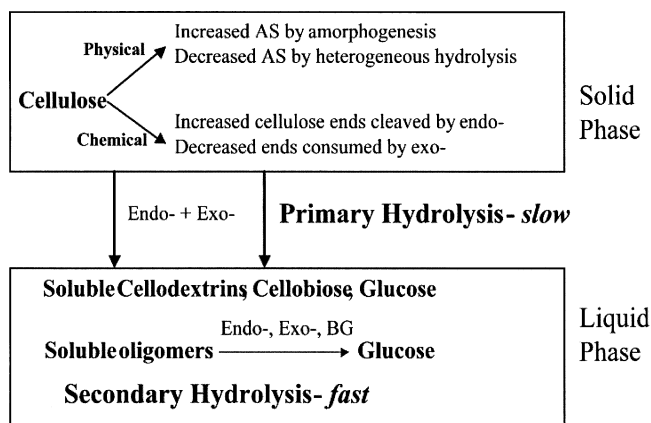 Increased AS by amorphogenesis
Physical
Decreased AS by heterogeneous hydrolysis
Cellulose
Increased cellulose ends cleaved by endo-
Chemical
Decreased ends consumed by exo-
Solid
Phase
Endo- + Exo-
Primary Hydrolysis- slow
Soluble Cellodextrins, Cellobiose, Glucose
Endo-, Exo-, BG
Soluble oligomers
Glucose
Secondary Hydrolysis- fast
Liquid
Phase